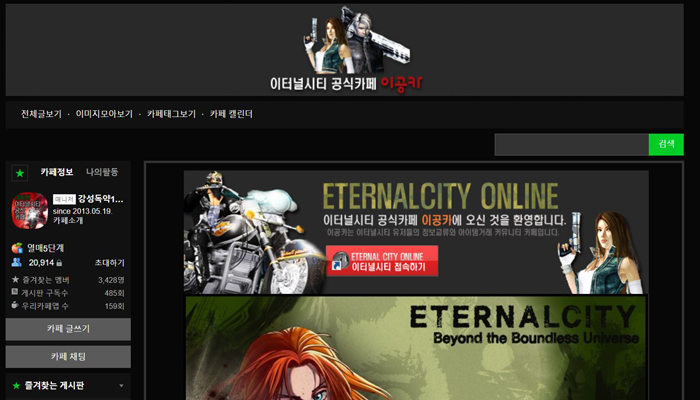 이터널시티 공식카페 이공카
전체글보기 · 이미지모아보기 · 카페태그보기 · 카페 캘린더
검색
★ 카페정보 나의활동
매니저 강성독약1...
since 2013.05.19.
카페소개
열매5단계
20,914 초대하기
★ 즐겨찾는 멤버 3,428명
게시판 구독수 485회
우리카페앱 수 159회
카페 글쓰기
카페 채팅
★ 즐겨찾는 게시판
ETERNALCITY ONLINE
이터널시티 공식카페 이공카에 오신 것을 환영합니다.
이공카는 이터널시티 유저들의 정보교류와 아이템거래 커뮤니티 카페입니다.
ETERNAL CITY ONLINE
이터널시티 접속하기
ETERNALCITY
Beyond the Boundless Universe